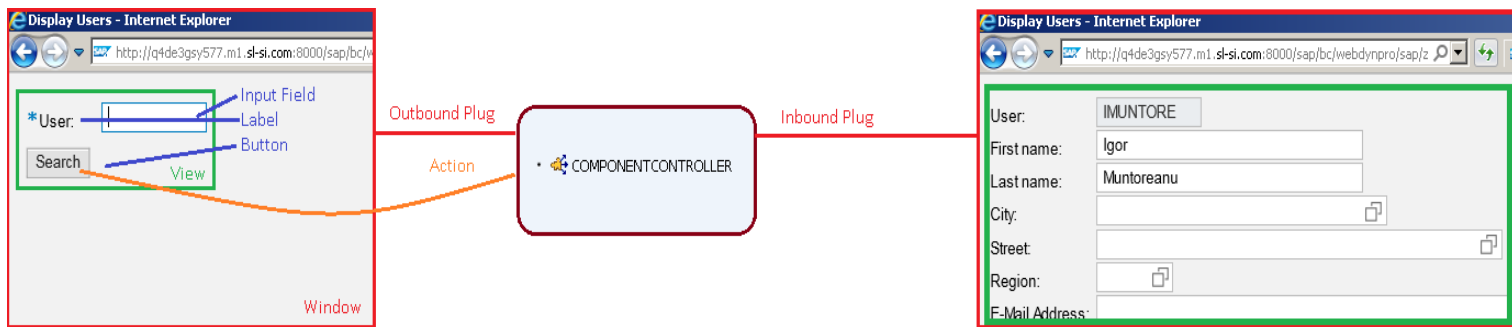 Display Users - Internet Explorer
http://q4de3gsy577.m1.sl-si.com:8000/sap/bc/w
Input Field
*User:
Label
Button
Search
View
Window
Outbound Plug
Action
• COMPONENTCONTROLLER
Inbound Plug
Display Users - Internet Explorer
http://q4de3gsy577.m1.sl-si.com:8000/sap/bc/webdynpro/sap/z
User: IMUNTORE
First name: Igor
Last name: Muntoreanu
City:
Street:
Region:
E-Mail Address: